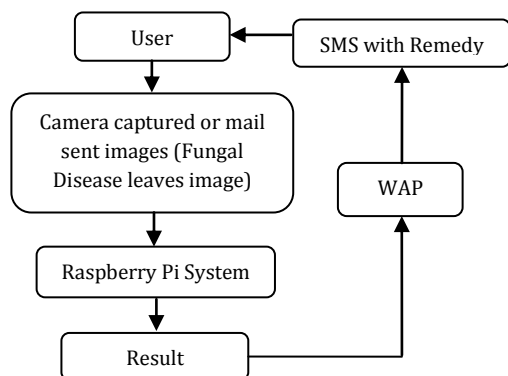 User
SMS with Remedy
Camera captured or mail
sent images (Fungal
Disease leaves image)
WAP
Raspberry Pi System
Result